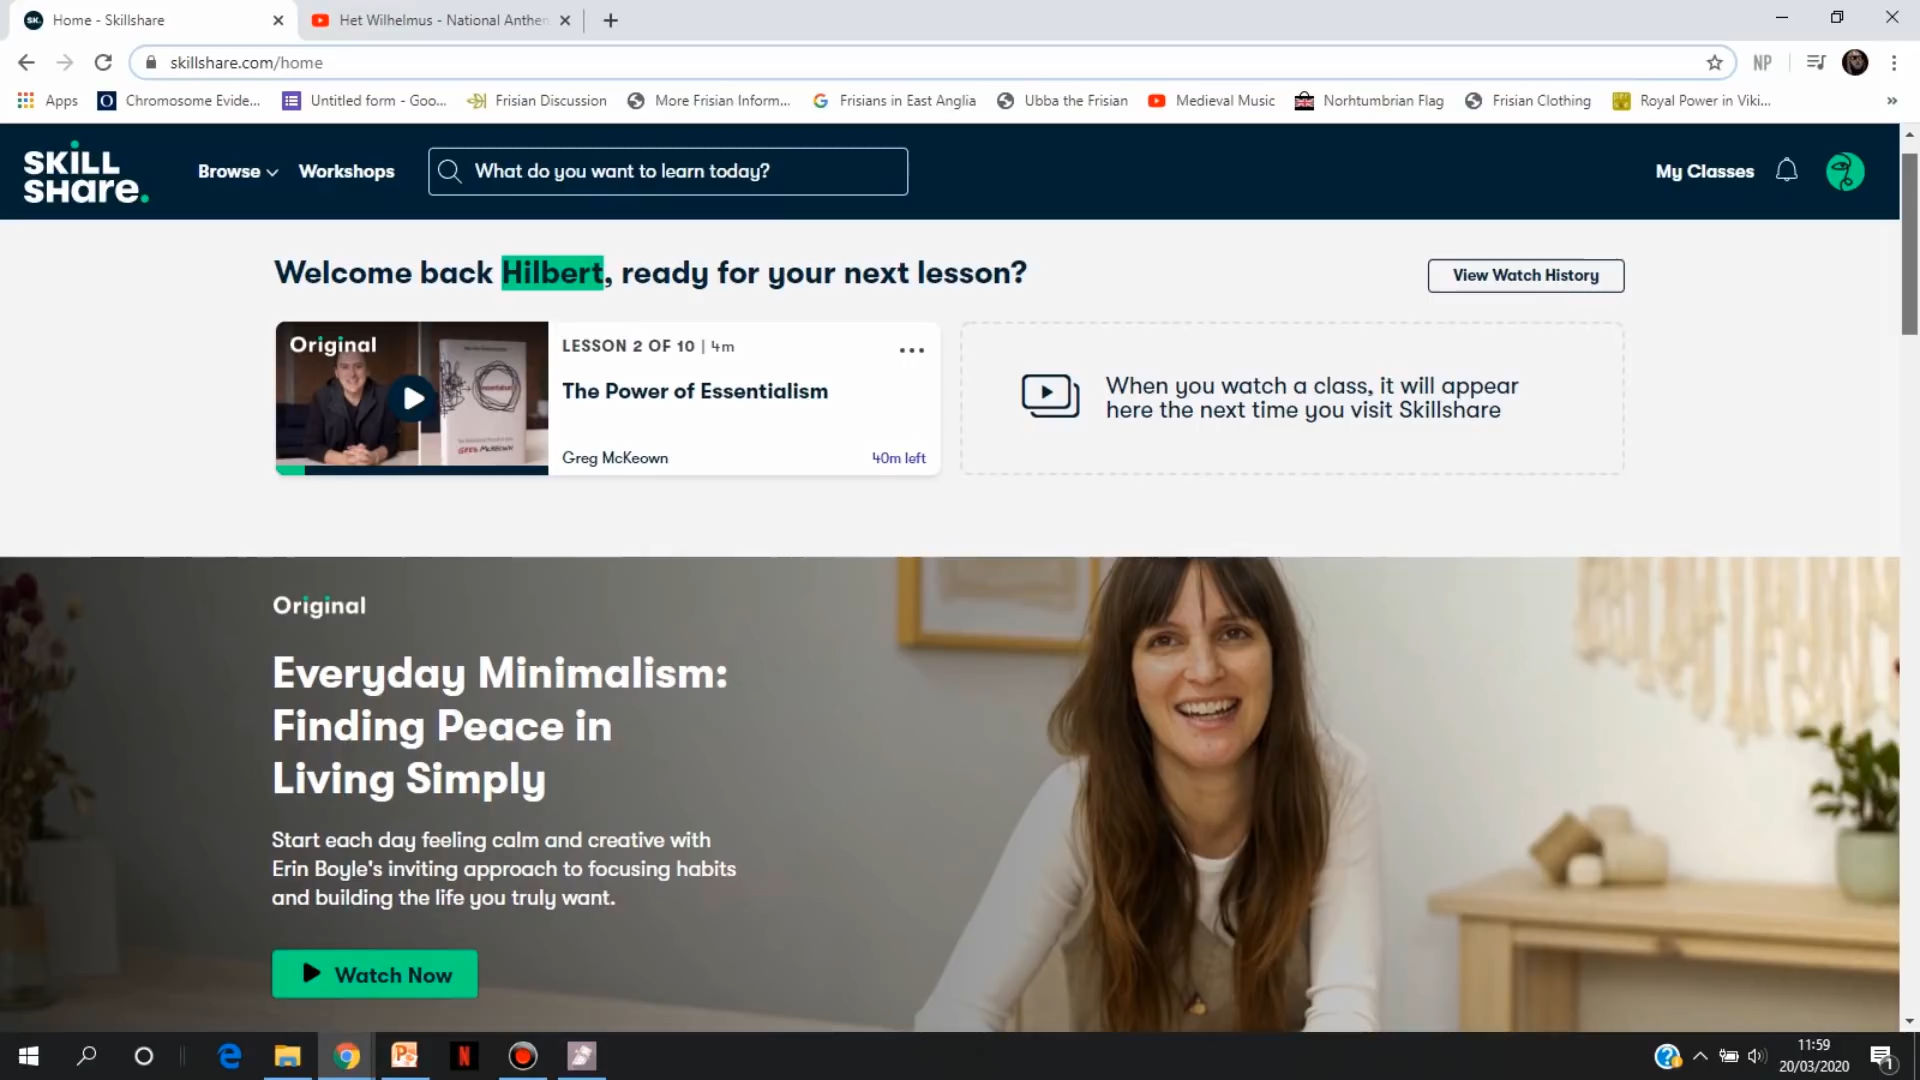 Home - Skillshare
Het Wilhelmus - National Anthem
skillshare.com/home
NP
Apps
Chromosome Evide...
Untitled form - Goo...
Frisian Discussion
More Frisian Inform...
Frisians in East Anglia
Ubba the Frisian
Medieval Music
Norhtumbrian Flag
Frisian Clothing
Royal Power in Viki...
»
SKILL
SHARE.
Browse
Workshops
What do you want to learn today?
My Classes
Welcome back Hilbert, ready for your next lesson?
View Watch History
Original
LESSON 2 OF 10 | 4m
The Power of Essentialism
Greg McKeown
40m left
GREG McKEOWN
When you watch a class, it will appear
here the next time you visit Skillshare
Original
Everyday Minimalism:
Finding Peace in
Living Simply
Start each day feeling calm and creative with
Erin Boyle's inviting approach to focusing habits
and building the life you truly want.
Watch Now
11:59
20/03/2020
1